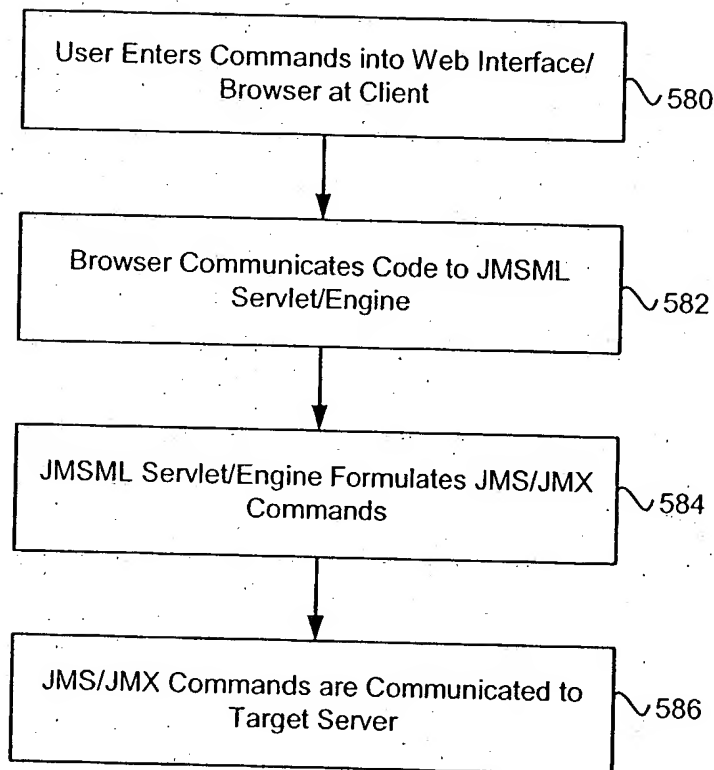 User Enters Commands into Web Interface/
Browser at Client
580
Browser Communicates Code to JMSML
Servlet/Engine
582
JMSML Servlet/Engine Formulates JMS/JMX
Commands
584
JMS/JMX Commands are Communicated to
Target Server
586